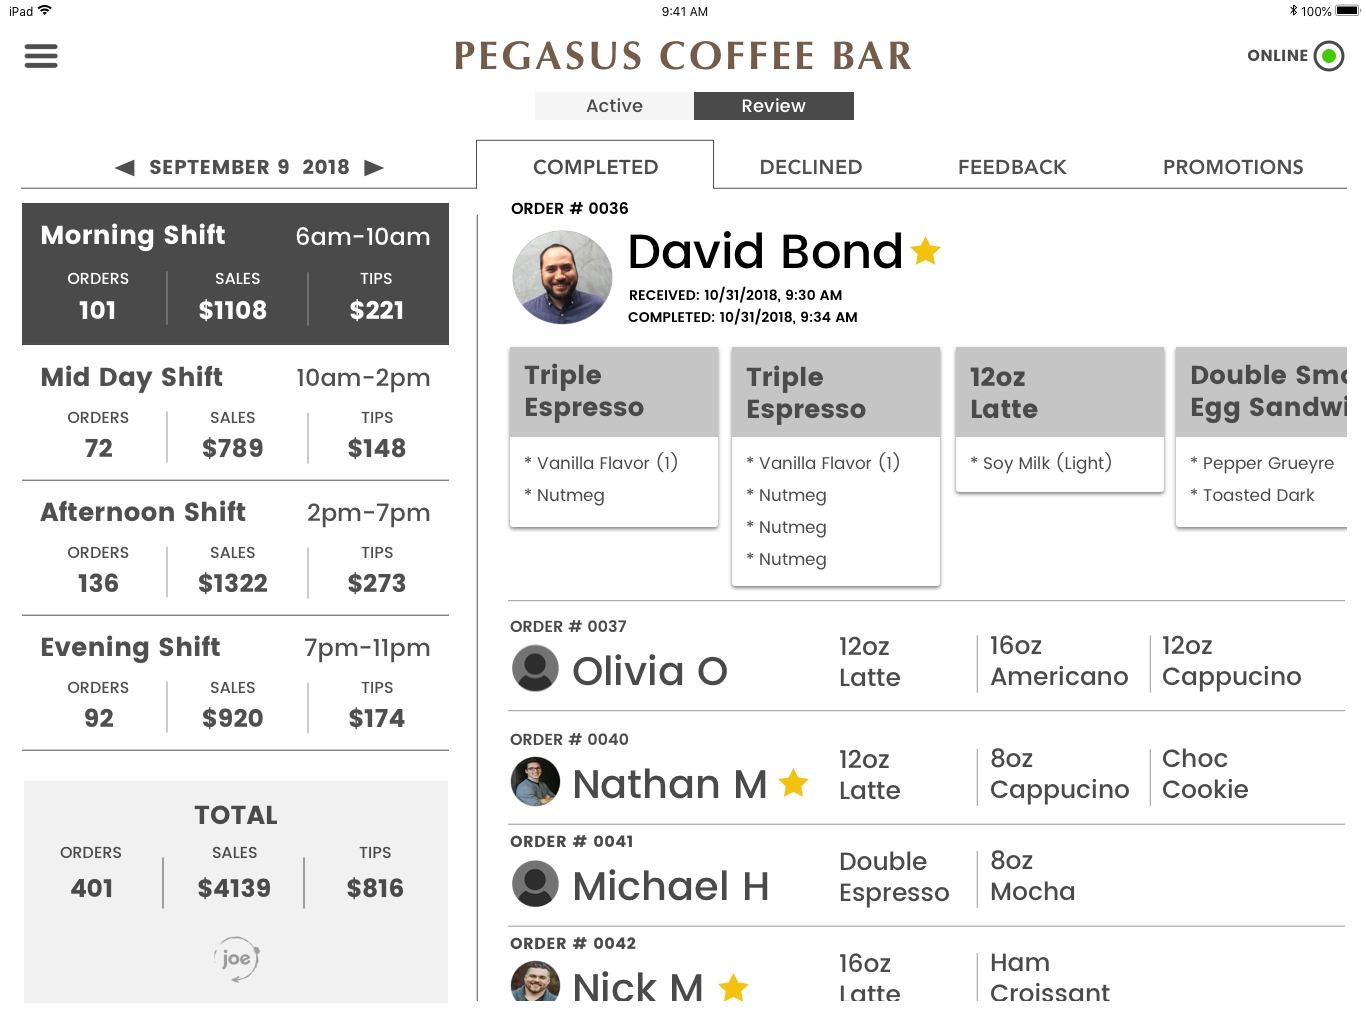 iPad
9:41 AM
100%
PEGASUS COFFEE BAR
ONLINE
Active
Review
SEPTEMBER 9 2018
COMPLETED
DECLINED
FEEDBACK
PROMOTIONS
Morning Shift
6am-10am
ORDERS
SALES
TIPS
101
$1108
$221
Mid Day Shift
10am-2pm
ORDERS
SALES
TIPS
72
$789
$148
Afternoon Shift
2pm-7pm
ORDERS
SALES
TIPS
136
$1322
$273
Evening Shift
7pm-11pm
ORDERS
SALES
TIPS
92
$920
$174
TOTAL
ORDERS
SALES
TIPS
401
$4139
$816
joe
ORDER # 0036
David Bond
RECEIVED: 10/31/2018, 9:30 AM
COMPLETED: 10/31/2018, 9:34 AM
Triple
Espresso
* Vanilla Flavor (1)
* Nutmeg
Triple
Espresso
* Vanilla Flavor (1)
* Nutmeg
* Nutmeg
* Nutmeg
12oz
Latte
* Soy Milk (Light)
Double Smo
Egg Sandwi
* Pepper Grueyre
* Toasted Dark
ORDER # 0037
Olivia O
12oz
Latte
16oz
Americano
12oz
Cappucino
ORDER # 0040
Nathan M
12oz
Latte
8oz
Cappucino
Choc
Cookie
ORDER # 0041
Michael H
Double
Espresso
8oz
Mocha
ORDER # 0042
Nick M
16oz
Latte
Ham
Croissant